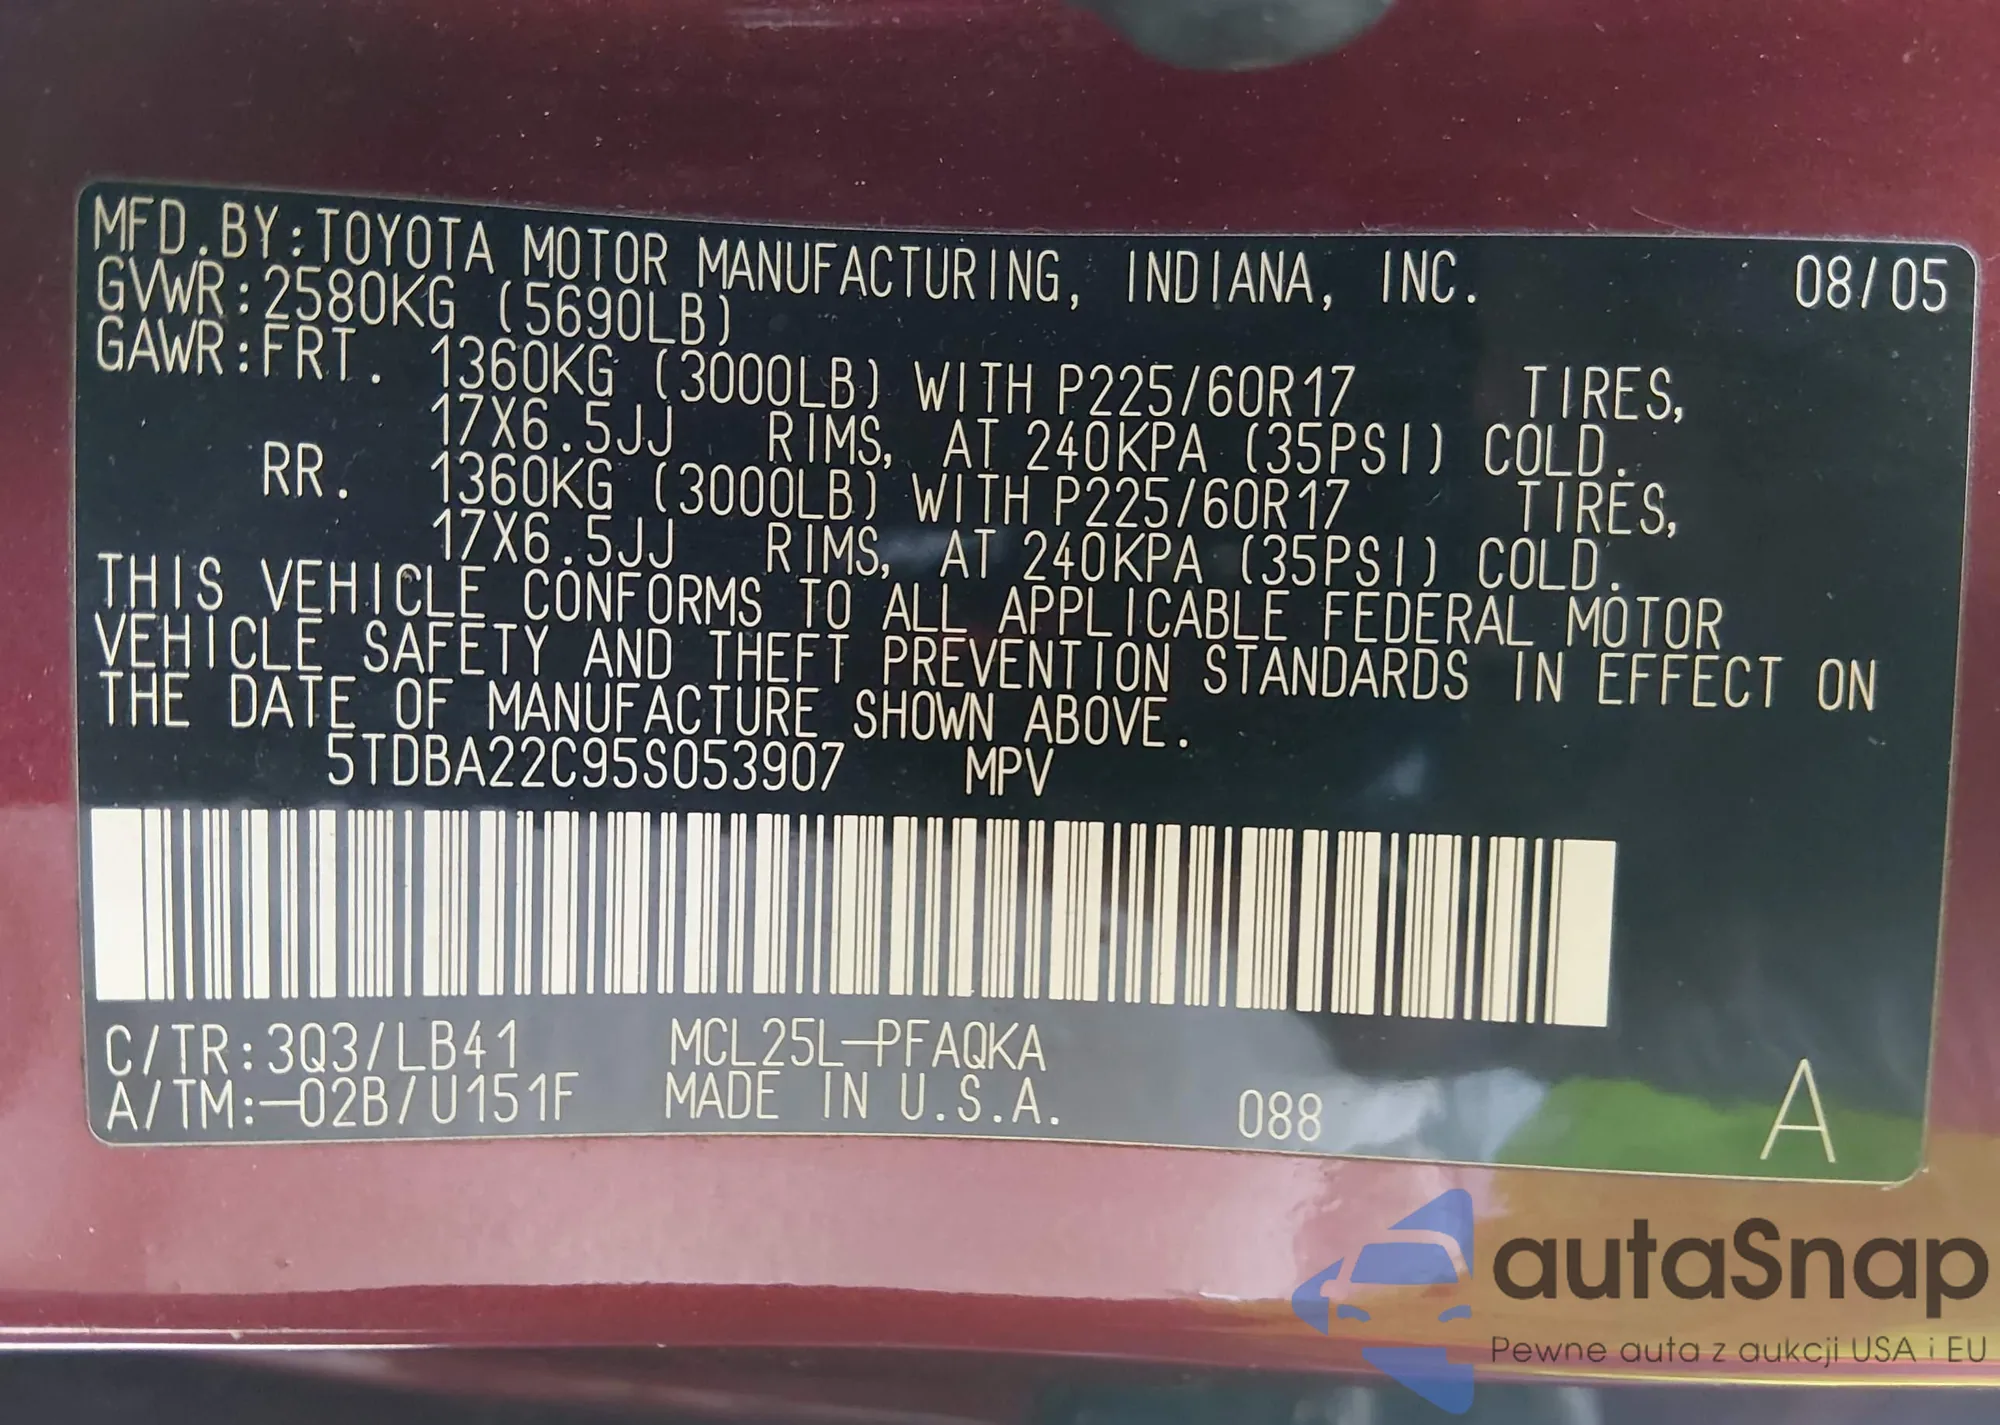 MFD.BY:TOYOTA MOTOR MANUFACTURING, INDIANA, INC. 08/05
GVWR:2580KG (5690LB)
GAWR:FRT. 1360KG (3000LB) WITH P225/60R17 TIRES,
17X6.5JJ RIMS, AT 240KPA (35PSI) COLD.
RR. 1360KG (3000LB) WITH P225/60R17 TIRES,
17X6.5JJ RIMS, AT 240KPA (35PSI) COLD.
THIS VEHICLE CONFORMS TO ALL APPLICABLE FEDERAL MOTOR
VEHICLE SAFETY AND THEFT PREVENTION STANDARDS IN EFFECT ON
THE DATE OF MANUFACTURE SHOWN ABOVE.
5TDBA22C95S053907 MPV
C/TR:3Q3/LB41 MCL25L-PFAQKA
A/TM:-02B/U151F MADE IN U.S.A. 088 A
autaSnap
Pewne auta z aukcji USA i EU